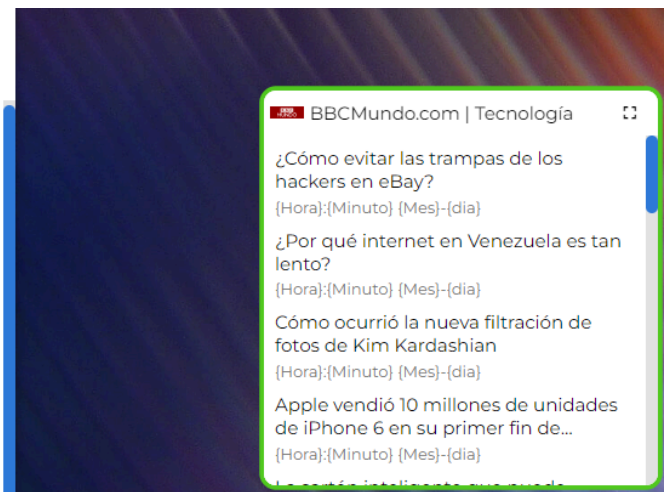 BBC
MUNDO
BBCMundo.com | Tecnología
¿Cómo evitar las trampas de los
hackers en eBay?
{Hora}:{Minuto} {Mes}-{dia}
¿Por qué internet en Venezuela es tan
lento?
{Hora}:{Minuto} {Mes}-{dia}
Cómo ocurrió la nueva filtración de
fotos de Kim Kardashian
{Hora}:{Minuto} {Mes}-{dia}
Apple vendió 10 millones de unidades
de iPhone 6 en su primer fin de...
{Hora}:{Minuto} {Mes}-{dia}